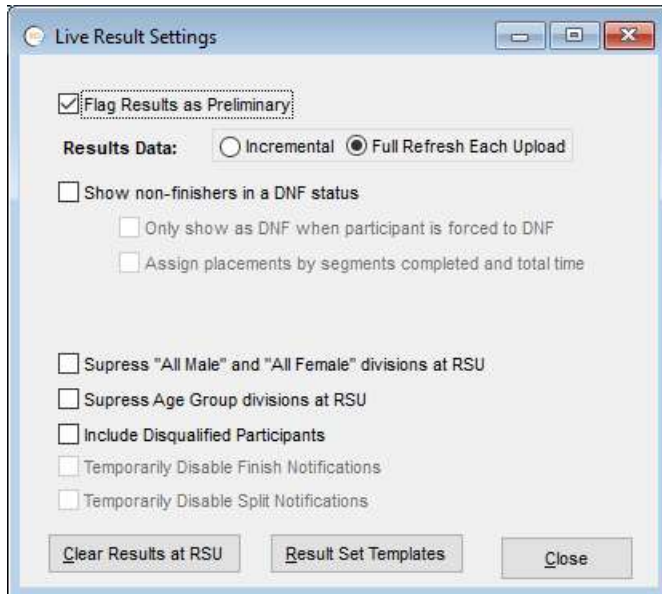 Live Result Settings
Flag Results as Preliminary
Results Data: Incremental Full Refresh Each Upload
Show non-finishers in a DNF status
Only show as DNF when participant is forced to DNF
Assign placements by segments completed and total time
Supress "All Male" and "All Female" divisions at RSU
Supress Age Group divisions at RSU
Include Disqualified Participants
Temporarily Disable Finish Notifications
Temporarily Disable Split Notifications
Clear Results at RSU Result Set Templates Close